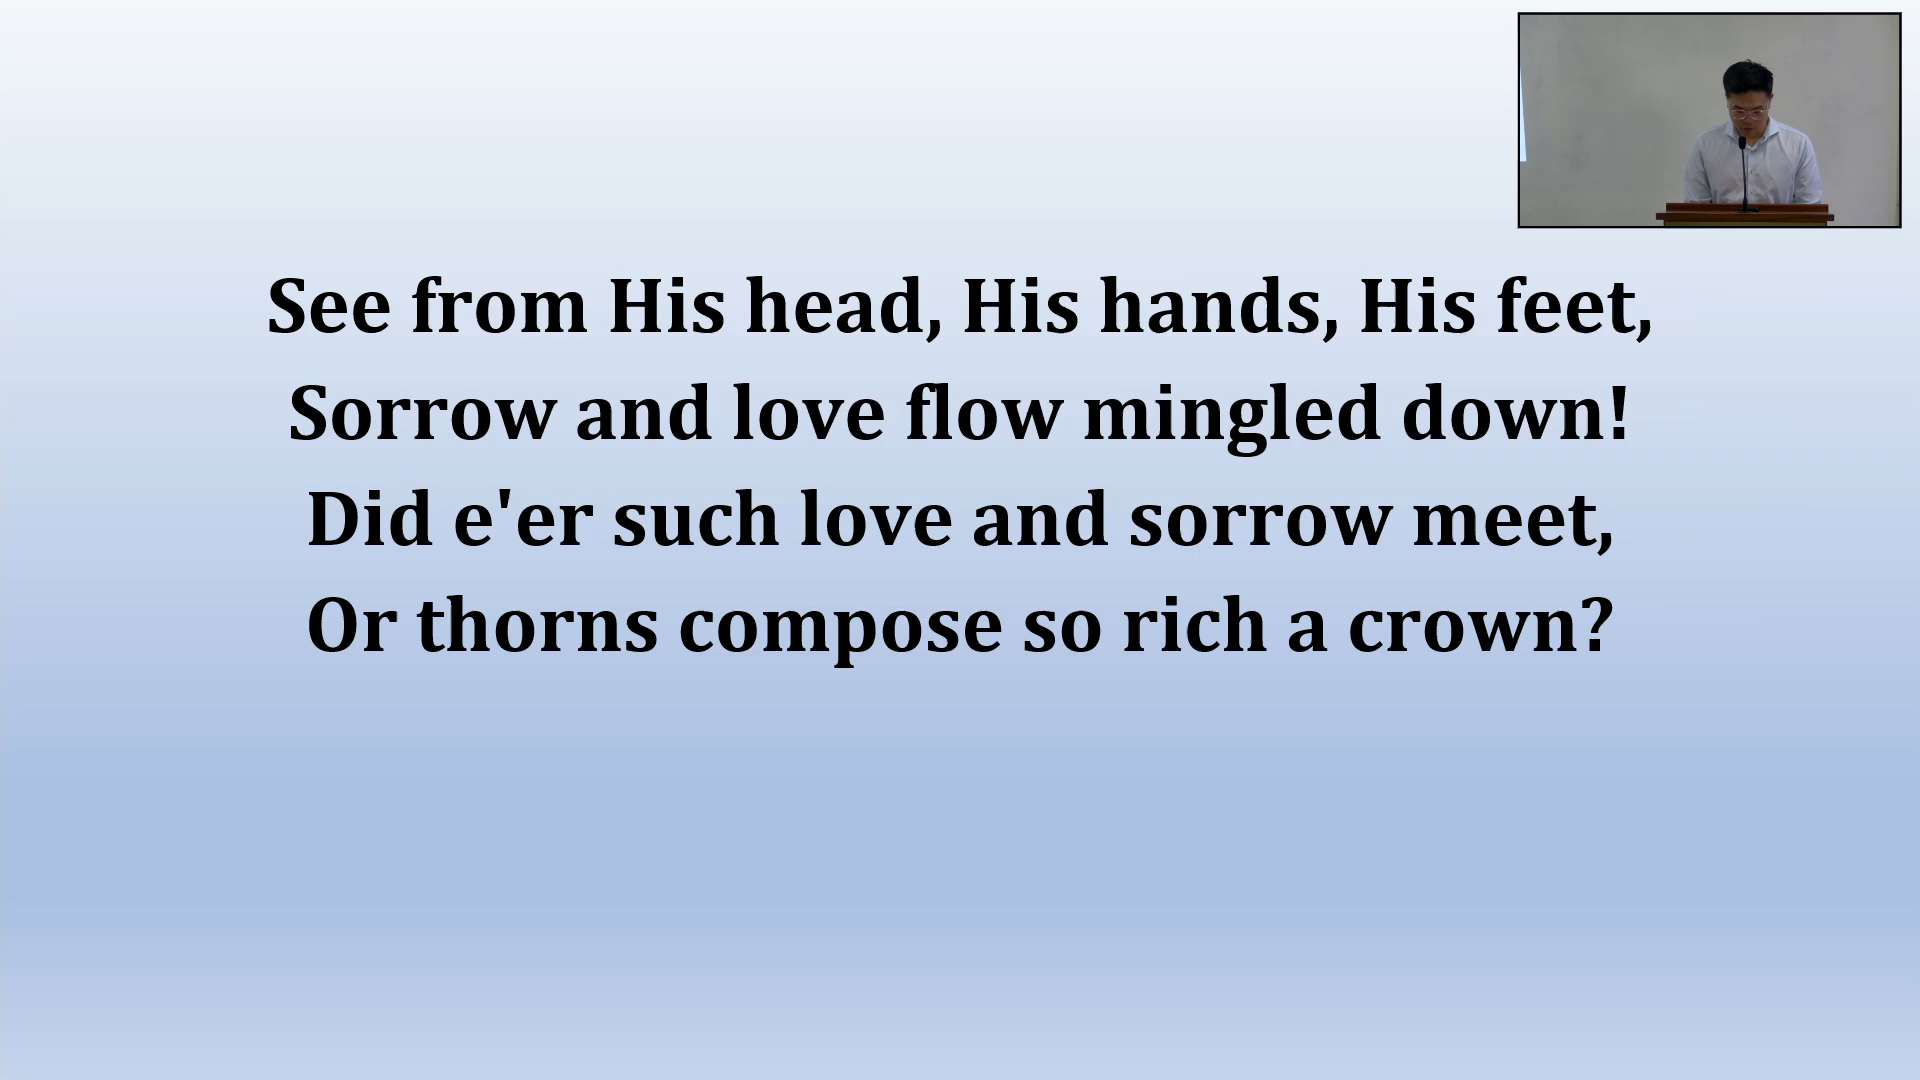 See from His head, His hands, His feet,
Sorrow and love flow mingled down!
Did e'er such love and sorrow meet,
Or thorns compose so rich a crown?